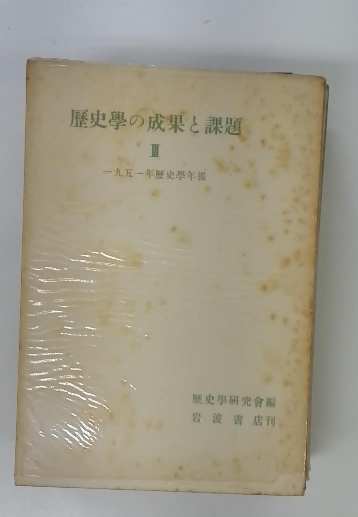 歷史學の成果と課題
Ⅲ
一九五一年歷史學年報
歷史學硏究會編
岩波書店刊